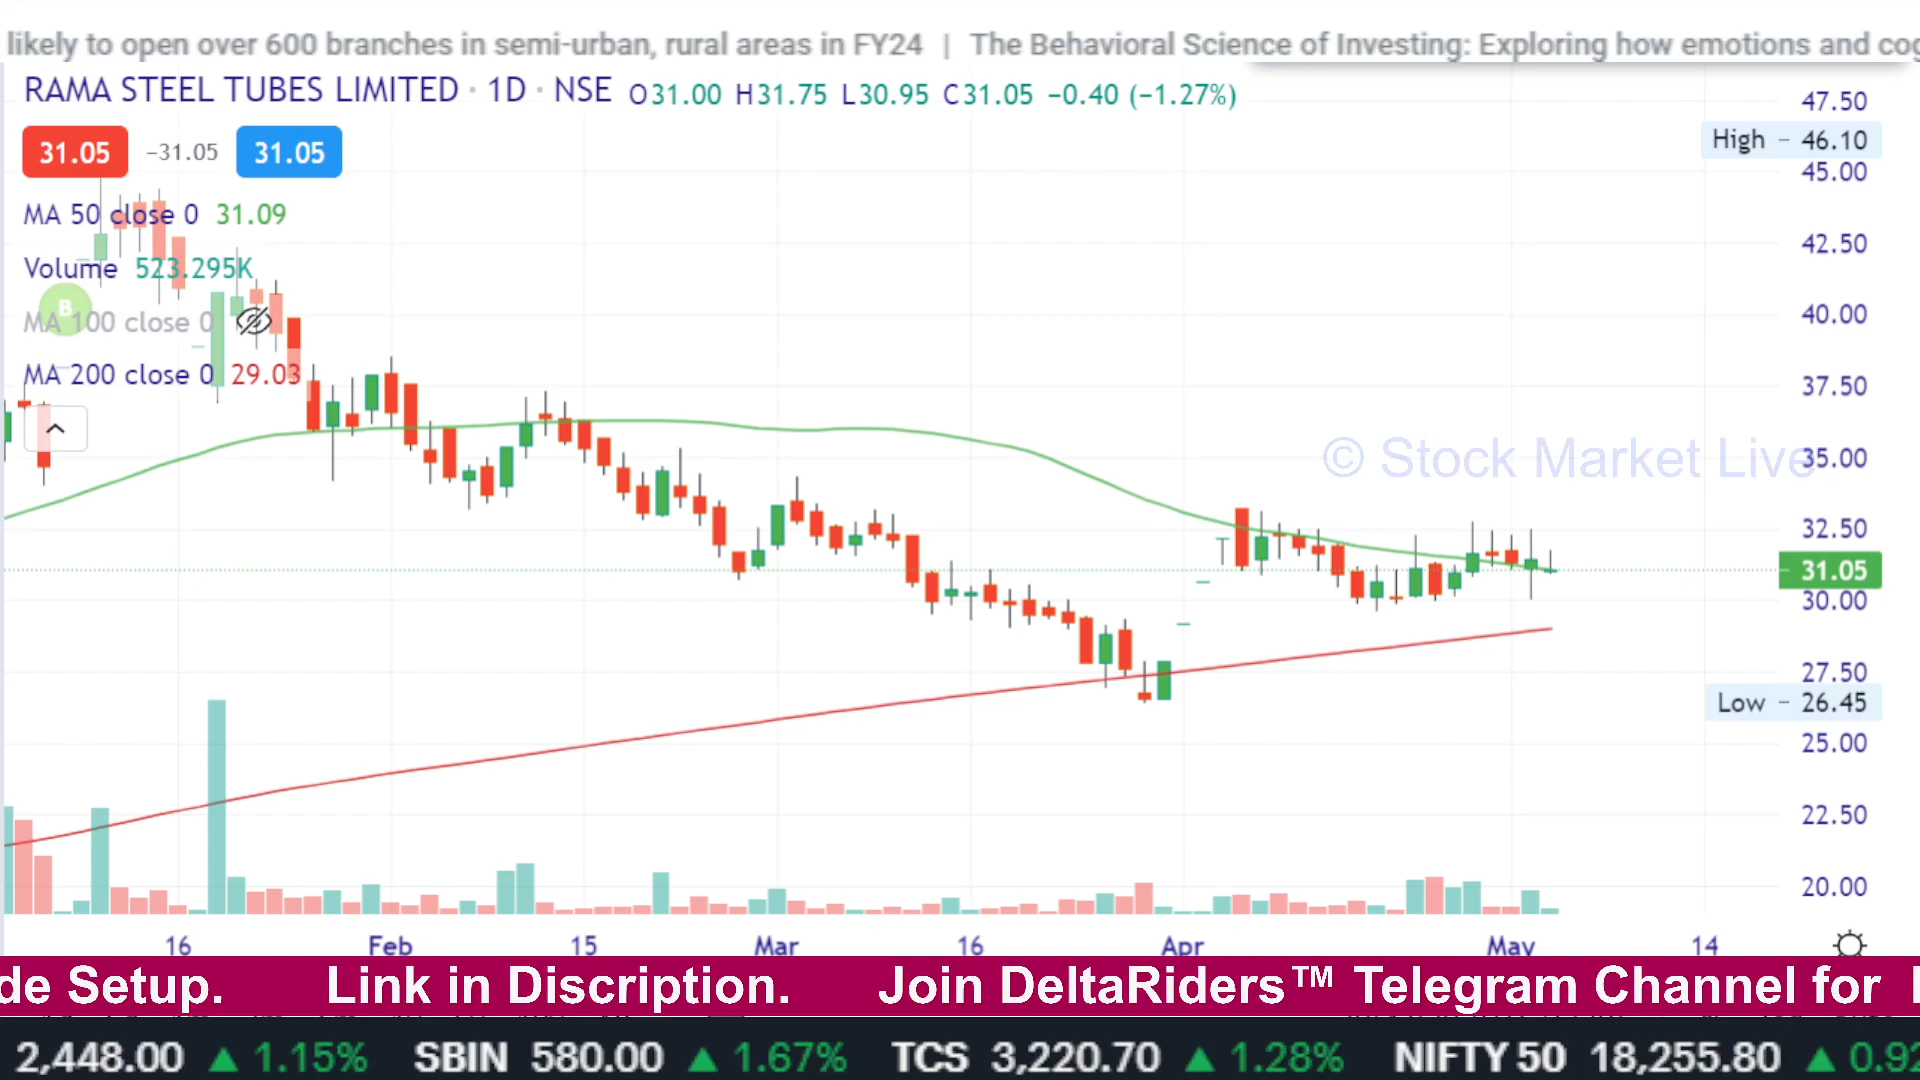 likely to open over 600 branches in semi-urban, rural areas in FY24 | The Behavioral Science of Investing: Exploring how emotions and cog
RAMA STEEL TUBES LIMITED · 1D · NSE O31.00 H31.75 L30.95 C31.05 −0.40 (−1.27%)
47.50
High 46.10
31.05 −31.05 31.05
45.00
MA 50 close 0 31.09
42.50
Volume 523.295K
B
MA 100 close 0
40.00
MA 200 close 0 29.03
37.50
© Stock Market Live
35.00
32.50
31.05
30.00
27.50
Low 26.45
25.00
22.50
20.00
16 Feb 15 Mar 16 Apr May 14
de Setup. Link in Discription. Join DeltaRiders™ Telegram Channel for
2,448.00 ▲ 1.15% SBIN 580.00 ▲ 1.67% TCS 3,220.70 ▲ 1.28% NIFTY 50 18,255.80 ▲ 0.92